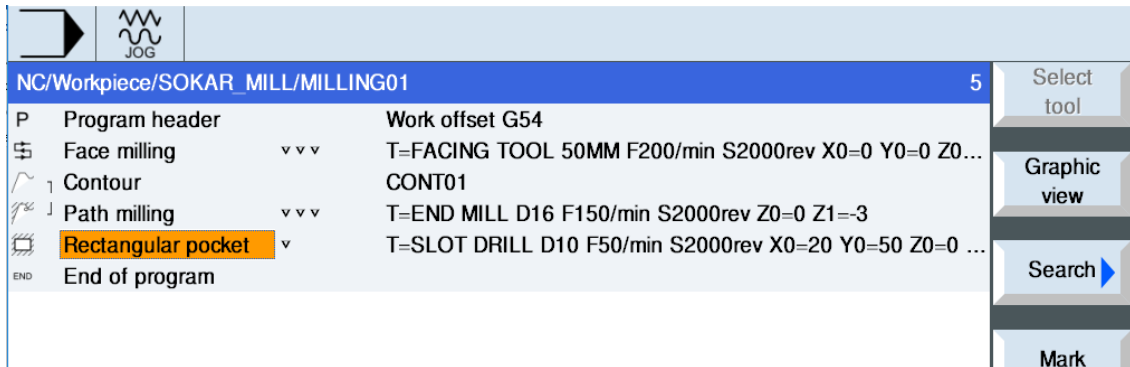 JOG
NC/Workpiece/SOKAR_MILL/MILLING01 5
P Program header Work offset G54
Face milling ▿▿▿ T=FACING TOOL 50MM F200/min S2000rev X0=0 Y0=0 Z0...
Contour CONT01
Path milling ▿▿▿ T=END MILL D16 F150/min S2000rev Z0=0 Z1=-3
Rectangular pocket ▿ T=SLOT DRILL D10 F50/min S2000rev X0=20 Y0=50 Z0=0 ...
END End of program
Select
tool
Graphic
view
Search
Mark